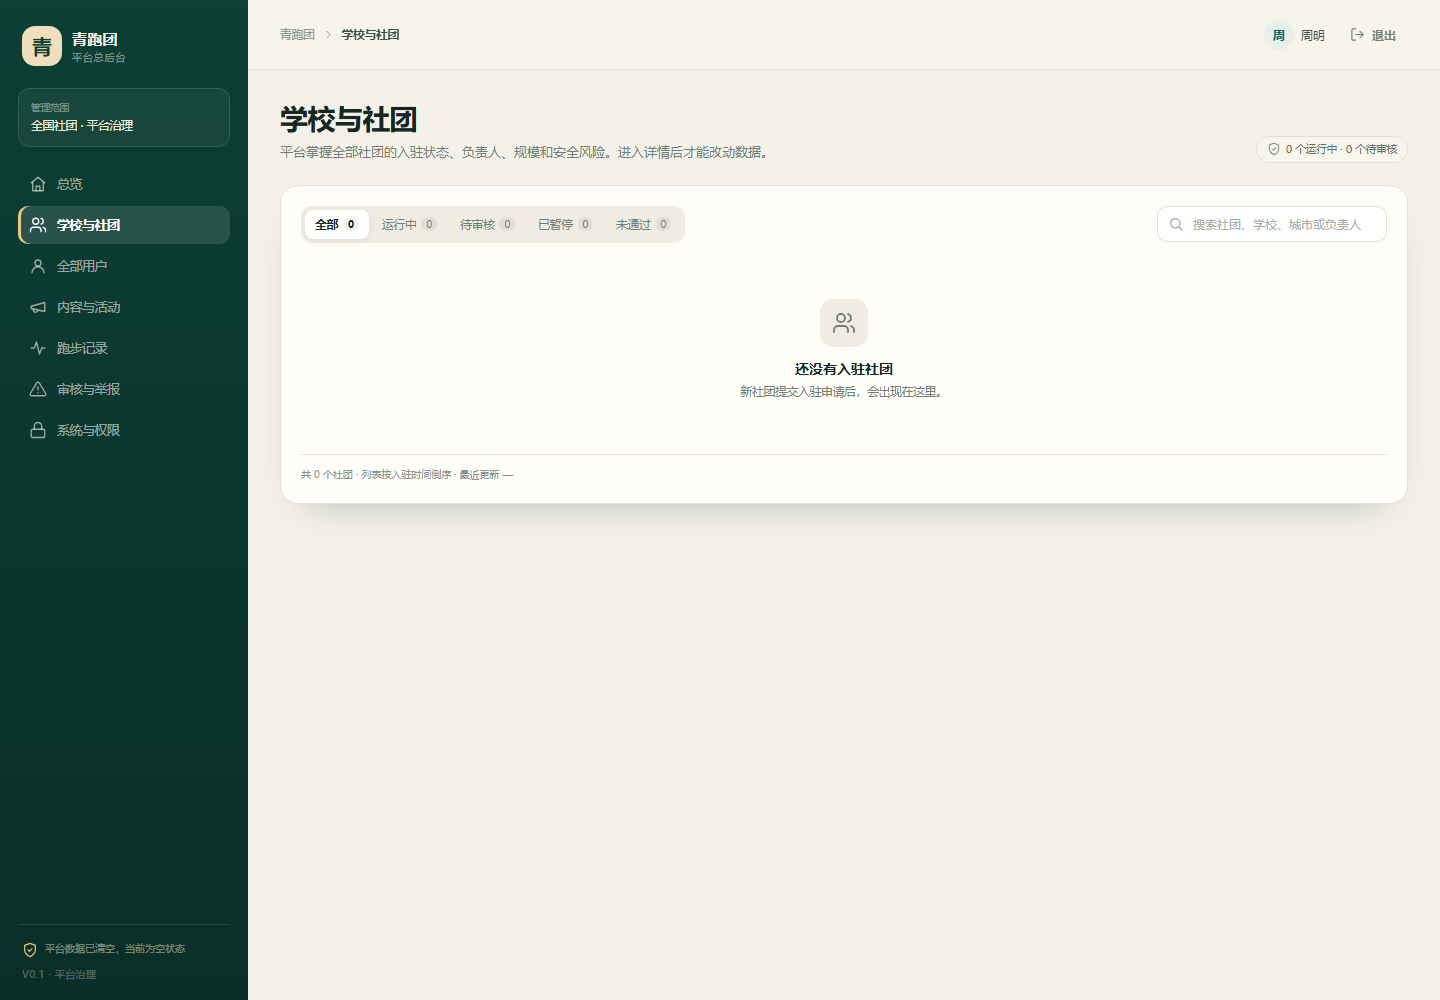 青
青跑团
平台总后台
管理范围
全国社团 · 平台治理
总览
学校与社团
全部用户
内容与活动
跑步记录
审核与举报
系统与权限
平台数据已清空，当前为空状态
V0.1 · 平台治理
青跑团 > 学校与社团
周 周明 退出
学校与社团
平台掌握全部社团的入驻状态、负责人、规模和安全风险。进入详情后才能改动数据。
0 个运行中 · 0 个待审核
全部 0 运行中 0 待审核 0 已暂停 0 未通过 0
搜索社团、学校、城市或负责人
还没有入驻社团
新社团提交入驻申请后，会出现在这里。
共 0 个社团 · 列表按入驻时间倒序 · 最近更新 —